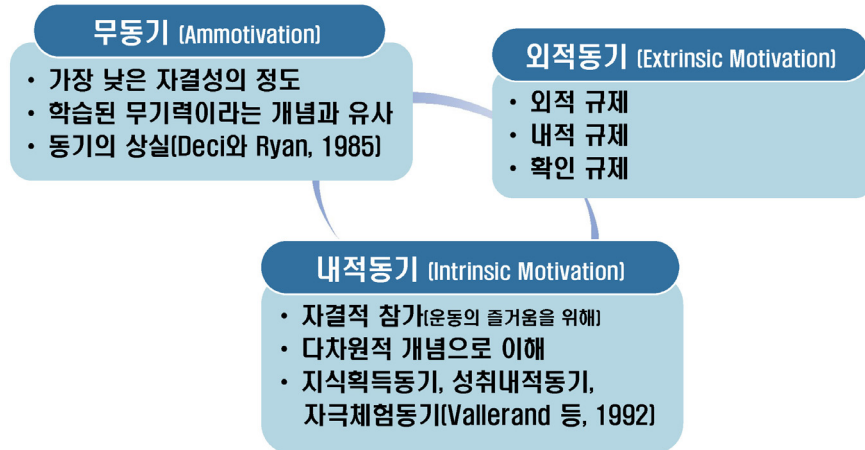 무동기 (Ammotivation)
• 가장 낮은 자결성의 정도
• 학습된 무기력이라는 개념과 유사
• 동기의 상실(Deci와 Ryan, 1985)
외적동기 (Extrinsic Motivation)
• 외적 규제
• 내적 규제
• 확인 규제
내적동기 (Intrinsic Motivation)
• 자결적 참가(운동의 즐거움을 위해)
• 다차원적 개념으로 이해
• 지식획득동기, 성취내적동기,
자극체험동기(Vallerand 등, 1992)